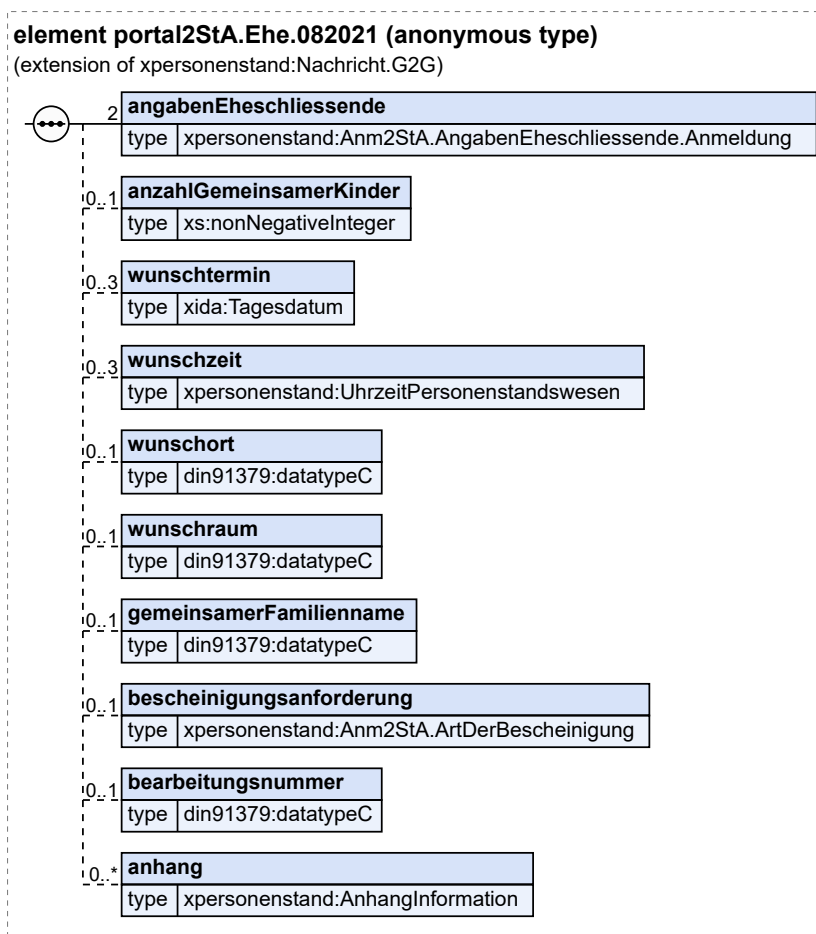 element portal2StA.Ehe.082021 (anonymous type)
(extension of xpersonenstand:Nachricht.G2G)
2 angabenEheschliessende
type xpersonenstand:Anm2StA.AngabenEheschliessende.Anmeldung
0..1 anzahlGemeinsamerKinder
type xs:nonNegativeInteger
0..3 wunschtermin
type xida:Tagesdatum
0..3 wunschzeit
type xpersonenstand:UhrzeitPersonenstandswesen
0..1 wunschort
type din91379:datatypeC
0..1 wunschraum
type din91379:datatypeC
0..1 gemeinsamerFamilienname
type din91379:datatypeC
0..1 bescheinigungsanforderung
type xpersonenstand:Anm2StA.ArtDerBescheinigung
0..1 bearbeitungsnummer
type din91379:datatypeC
0..* anhang
type xpersonenstand:AnhangInformation